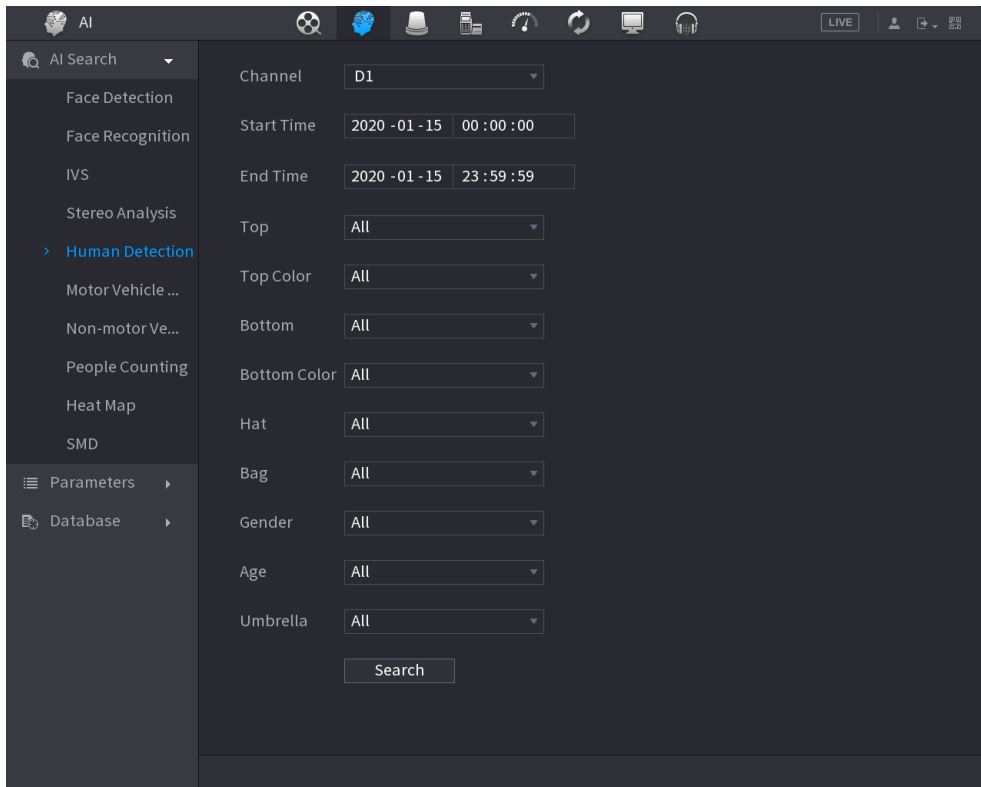 AI
LIVE
AI Search
Face Detection
Face Recognition
IVS
Stereo Analysis
Human Detection
Motor Vehicle ...
Non-motor Ve...
People Counting
Heat Map
SMD
Parameters
Database
Channel D1
Start Time 2020 -01 -15 00 :00 :00
End Time 2020 -01 -15 23 :59 :59
Top All
Top Color All
Bottom All
Bottom Color All
Hat All
Bag All
Gender All
Age All
Umbrella All
Search